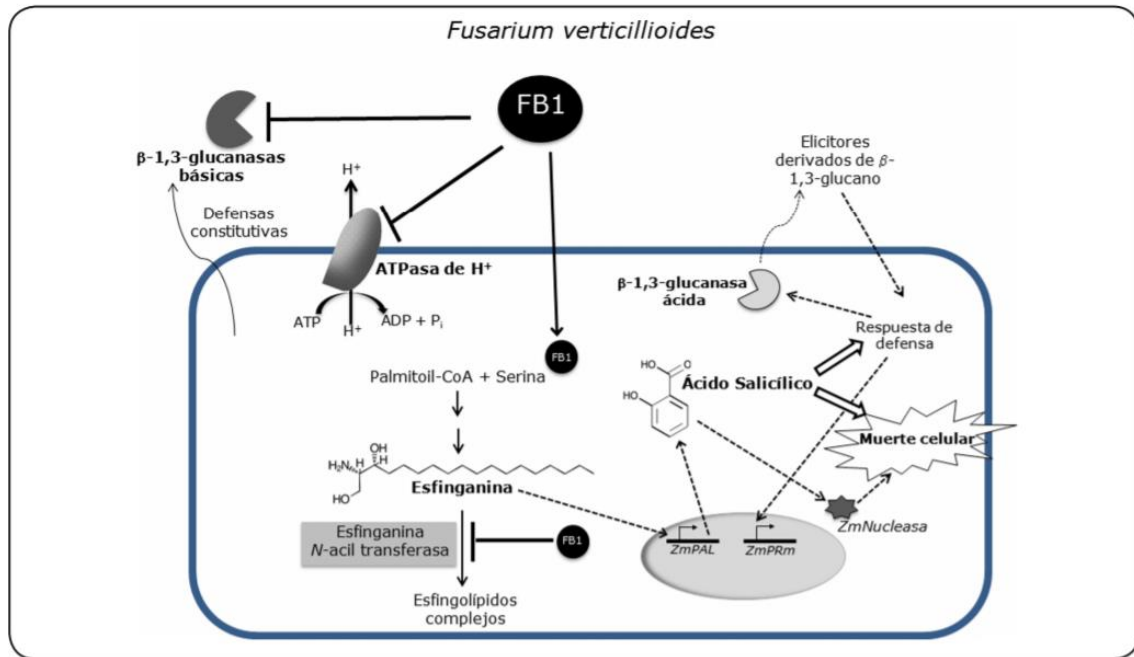 Fusarium verticillioides
FB1
β-1,3-glucanasas
básicas
Defensas
constitutivas
H⁺
ATPasa de H⁺
ATP
H⁺
ADP + Pᵢ
Elicitores
derivados de β-
1,3-glucano
β-1,3-glucanasa
ácida
Respuesta de
defensa
FB1
Palmitoil-CoA + Serina
HO
O
HO
Ácido Salicílico
Muerte celular
OH
H₂N
H
H
HO
Esfinganina
ZmNucleasa
Esfinganina
N-acil transferasa
FB1
ZmPAL
ZmPRm
Esfingolípidos
complejos